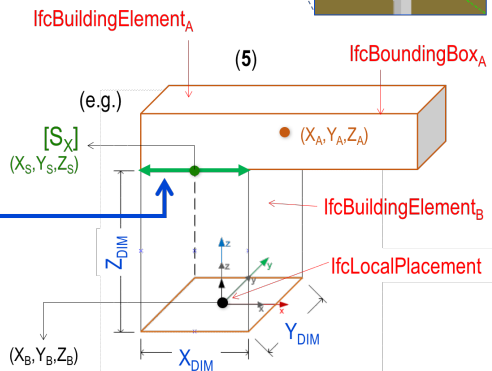 IfcBuildingElementA
(5)
IfcBoundingBoxA
(e.g.)
[SX]
(XS,YS,ZS)
(XA,YA,ZA)
IfcBuildingElementB
ZDIM
z
z
y
y
IfcLocalPlacement
x
x
(XB,YB,ZB)
YDIM
XDIM